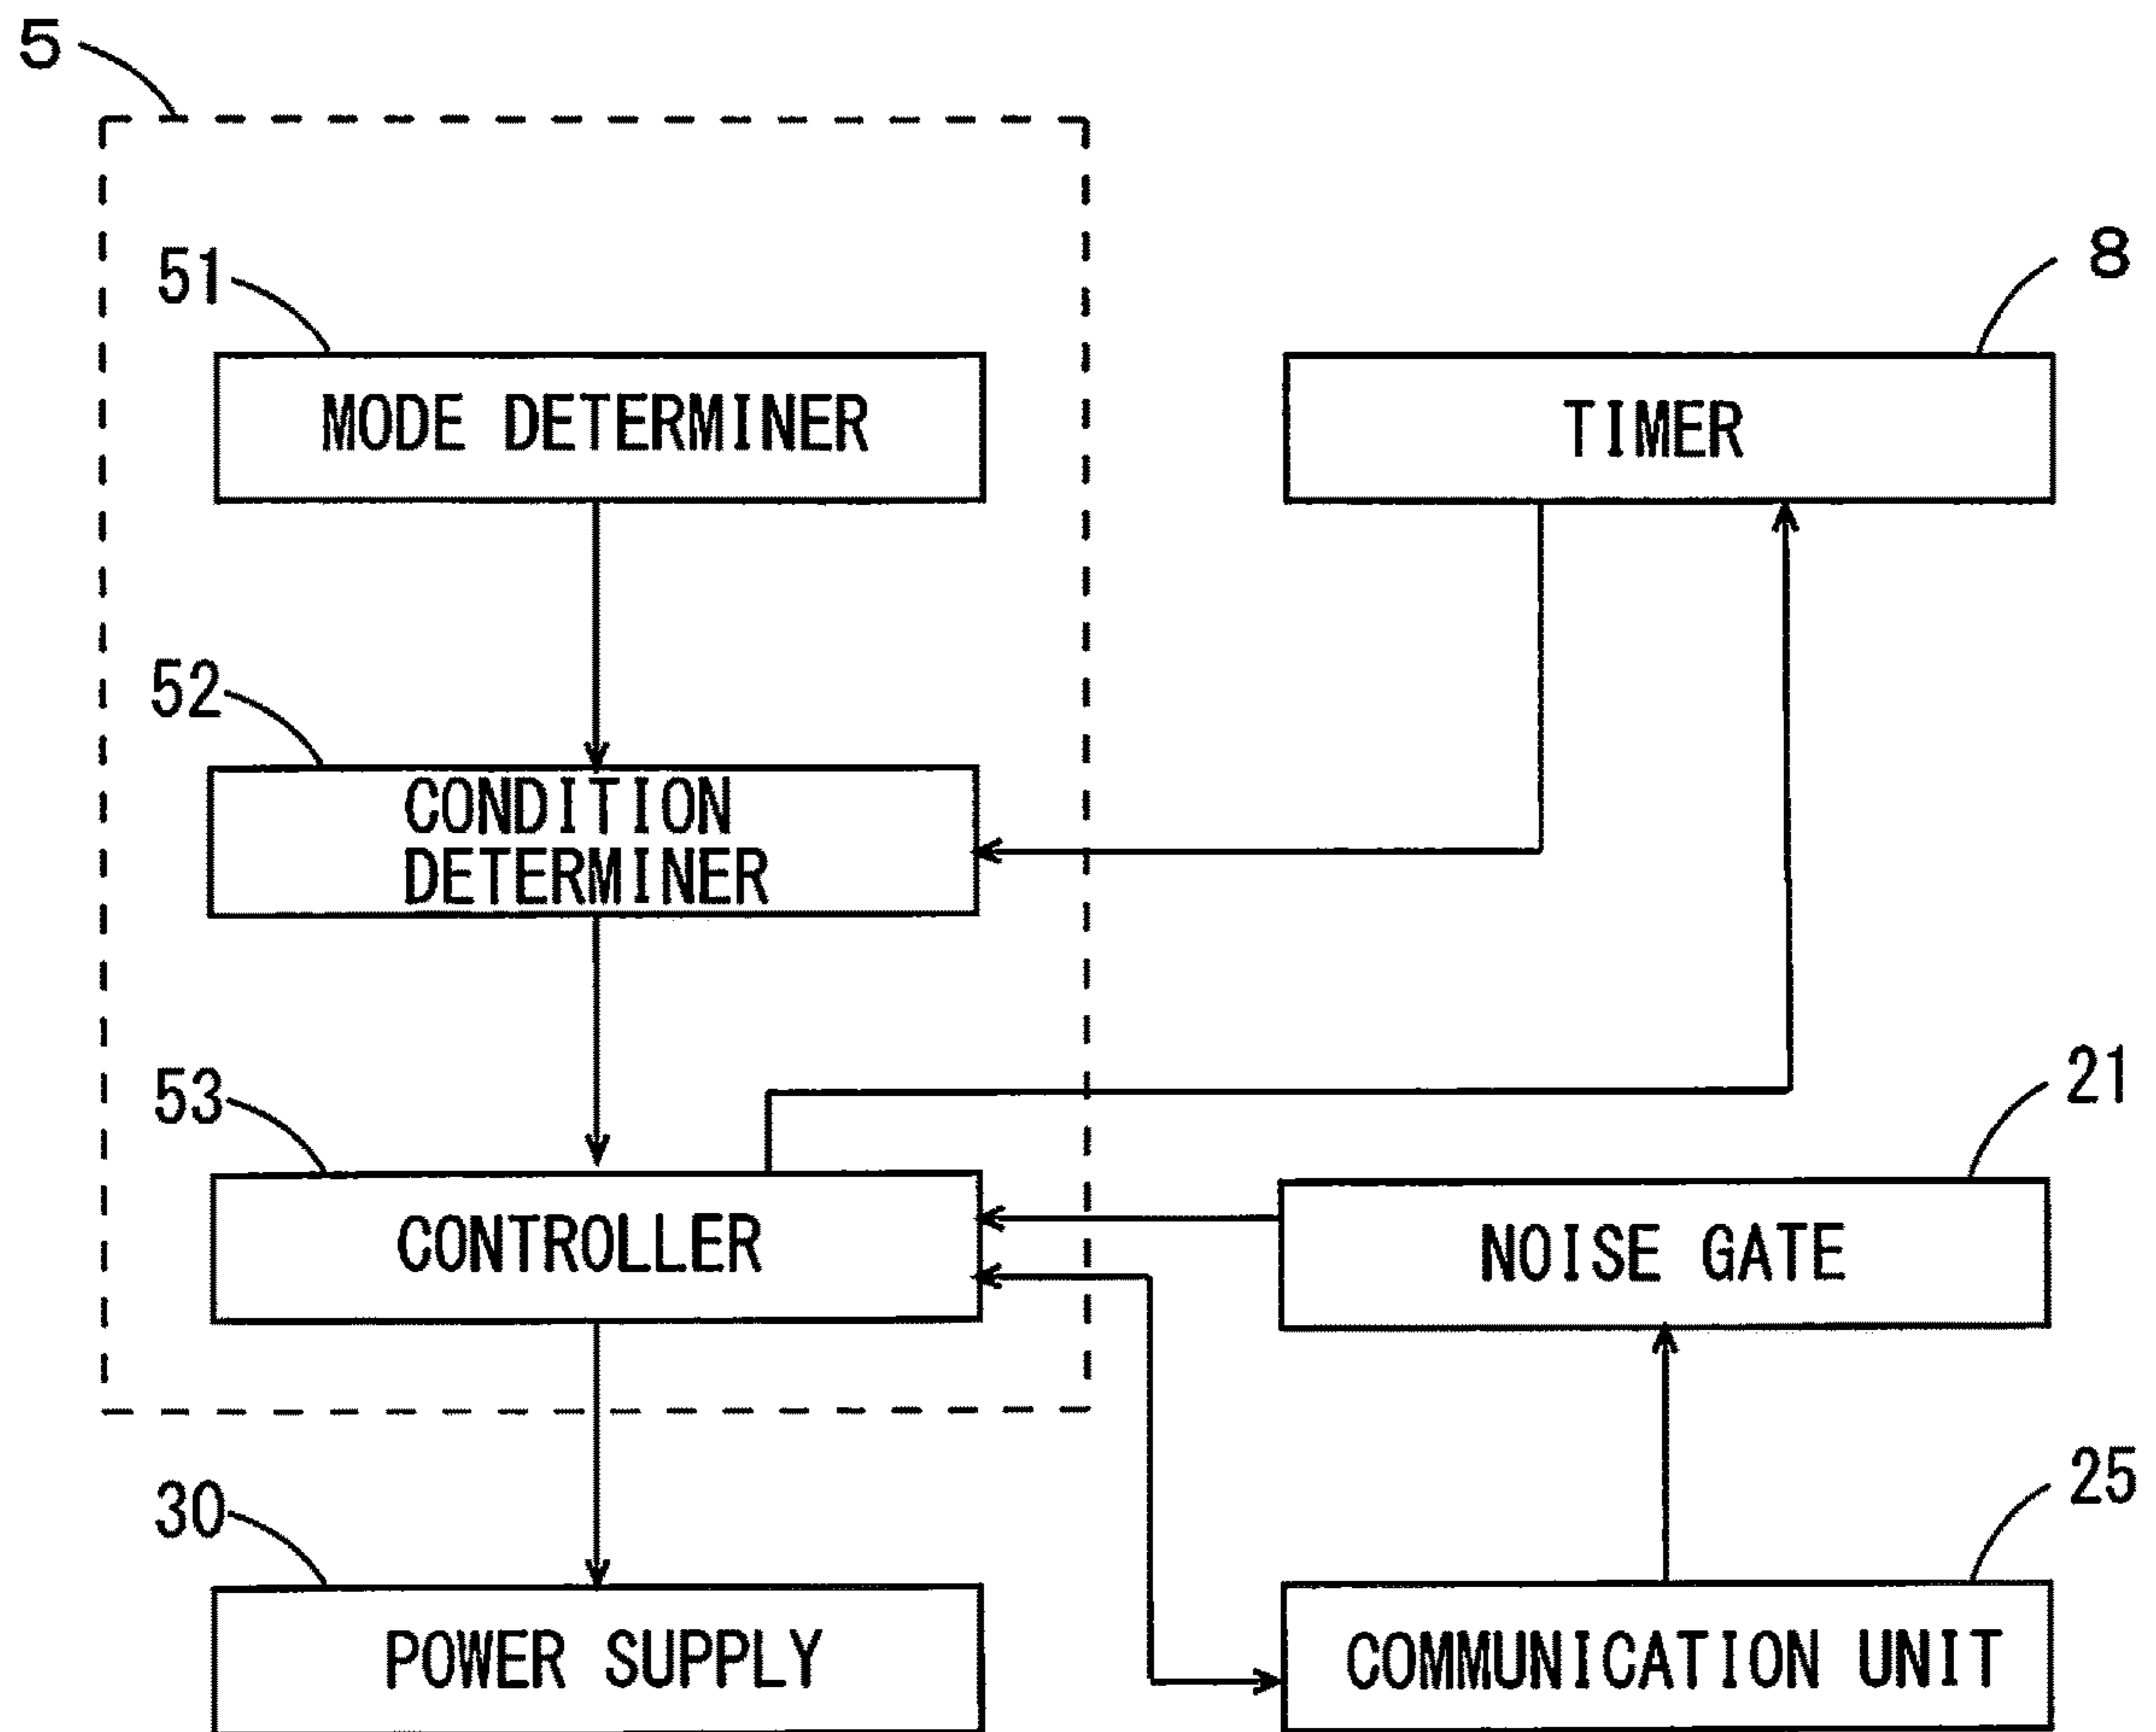 5
51
MODE DETERMINER
8
TIMER
52
CONDITION
DETERMINER
53
CONTROLLER
21
NOISE GATE
30
POWER SUPPLY
25
COMMUNICATION UNIT